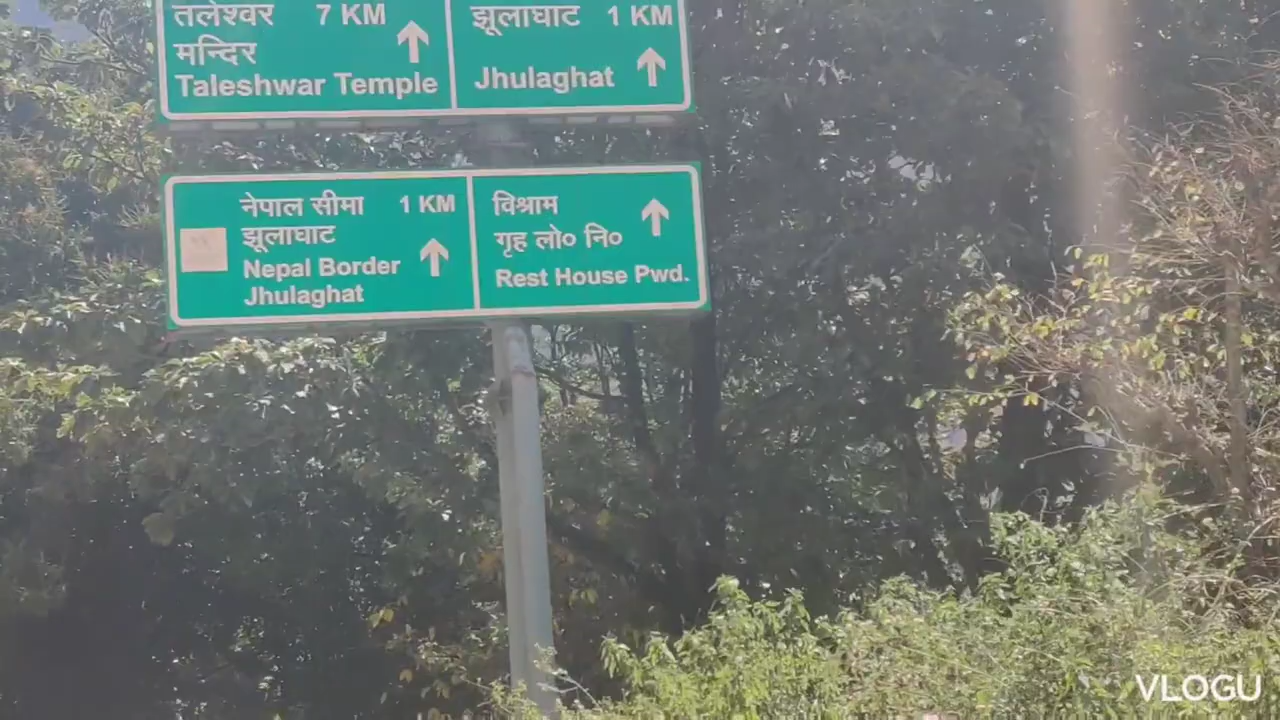 तलेश्वर 7 KM
मन्दिर
Taleshwar Temple
झूलाघाट 1 KM
Jhulaghat
नेपाल सीमा 1 KM
झूलाघाट
Nepal Border
Jhulaghat
विश्राम
गृह लो० नि०
Rest House Pwd.
VLOGU